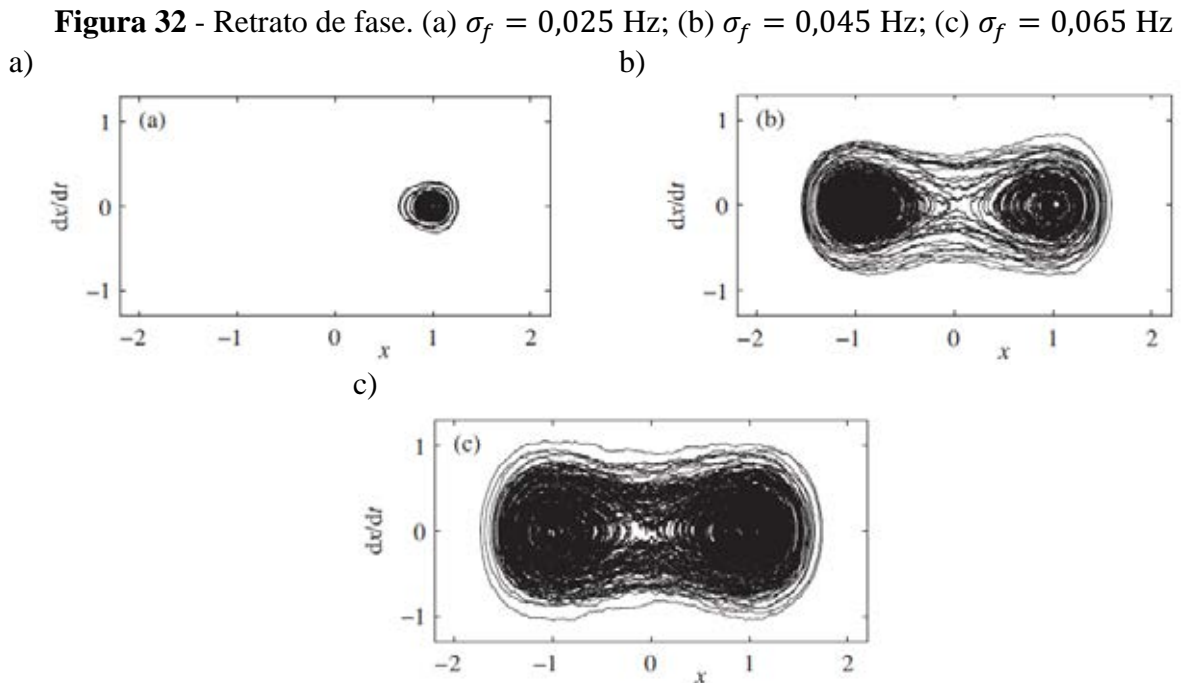 Figura 32 - Retrato de fase. (a) σ_f = 0,025 Hz; (b) σ_f = 0,045 Hz; (c) σ_f = 0,065 Hz
a)
b)
(a)
1
0
−1
dx/dt
−2 −1 0 1 2
x
(b)
1
0
−1
dx/dt
−2 −1 0 1 2
x
c)
(c)
1
0
−1
dx/dt
−2 −1 0 1 2
x